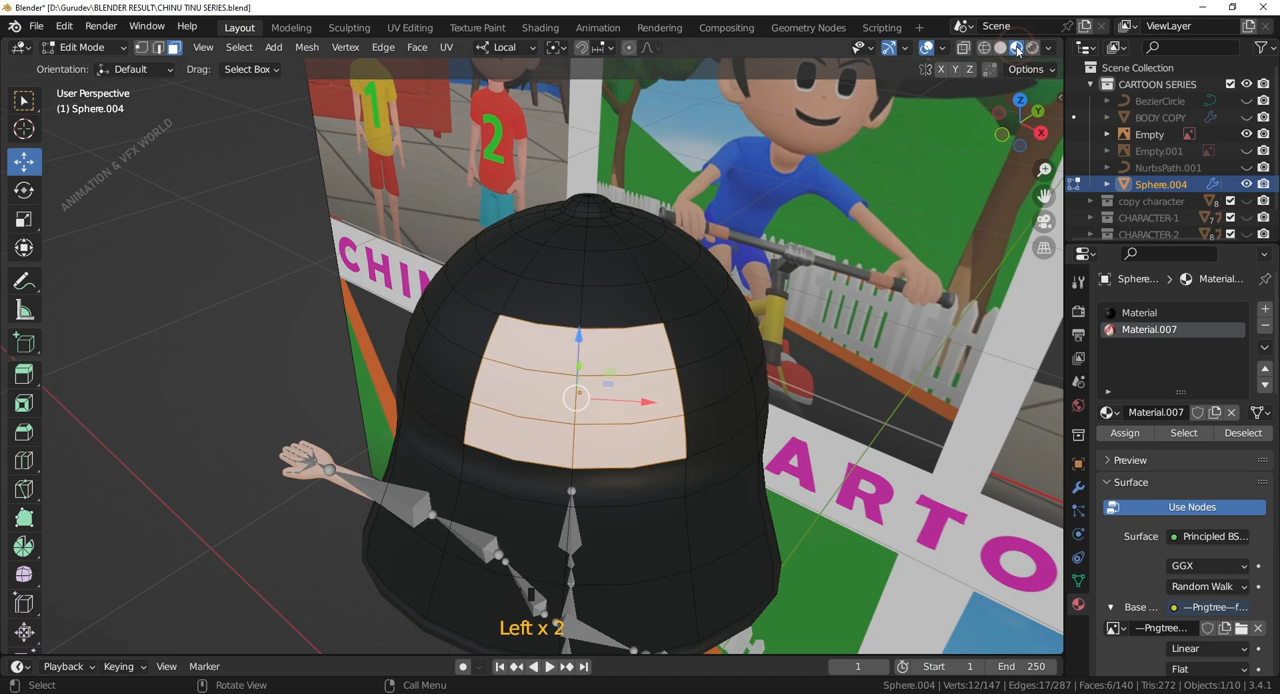 Blender* [D:\Gurudev\BLENDER RESULT\CHINU TINU SERIES.blend]
File Edit Render Window Help Layout Modeling Sculpting UV Editing Texture Paint Shading Animation Rendering Compositing Geometry Nodes Scripting + Scene ViewLayer
Edit Mode View Select Add Mesh Vertex Edge Face UV Local
Orientation: Default Drag: Select Box X Y Z Options
User Perspective
(1) Sphere.004
ANIMATION & VFX WORLD
1
2
Z
Y
X
CHIN
ARTO
Left x 2
Scene Collection
CARTOON SERIES
BezierCircle
BODY COPY
Empty
Empty.001
NurbsPath.001
Sphere.004
copy character 8
CHARACTER-1 7
CHARACTER-2 8
Sphere... > Material...
Material
Material.007
Material.007
Assign Select Deselect
Preview
Surface
Use Nodes
Surface Principled BS...
GGX
Random Walk
Base ... —Pngtree—f...
—Pngtree...
Linear
Flat
Playback Keying View Marker 1 Start 1 End 250
Select Rotate View Call Menu Sphere.004 | Verts:12/147 | Edges:17/287 | Faces:6/140 | Tris:272 | Objects:1/10 | 3.4.1